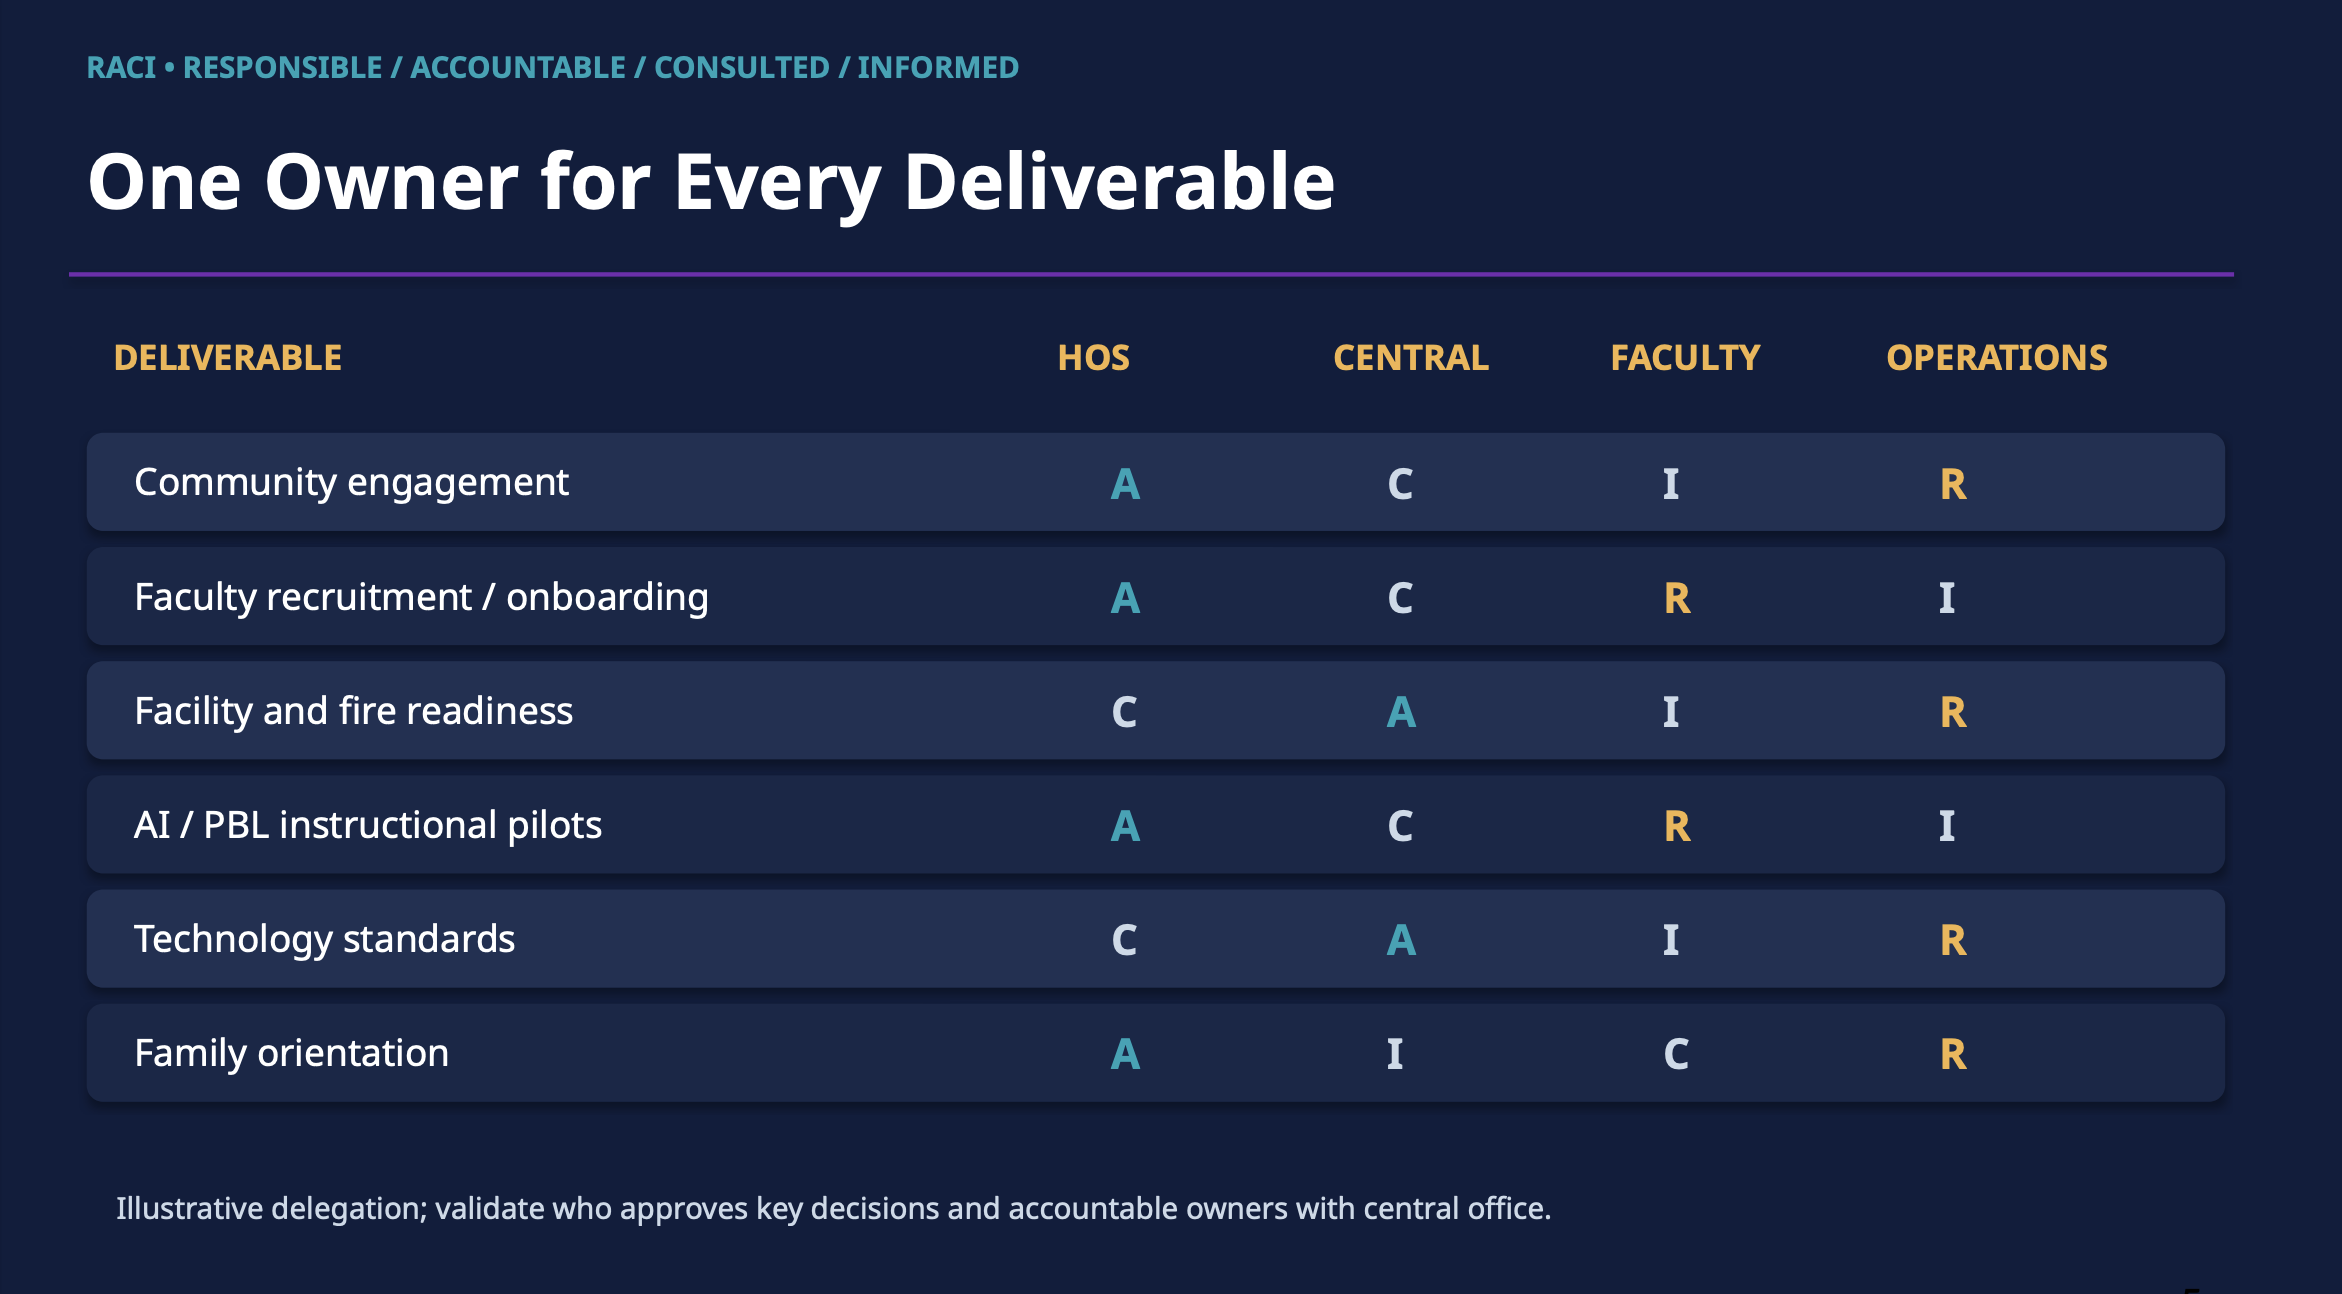 RACI • RESPONSIBLE / ACCOUNTABLE / CONSULTED / INFORMED
One Owner for Every Deliverable
DELIVERABLE HOS CENTRAL FACULTY OPERATIONS
Community engagement A C I R
Faculty recruitment / onboarding A C R I
Facility and fire readiness C A I R
AI / PBL instructional pilots A C R I
Technology standards C A I R
Family orientation A I C R
Illustrative delegation; validate who approves key decisions and accountable owners with central office.